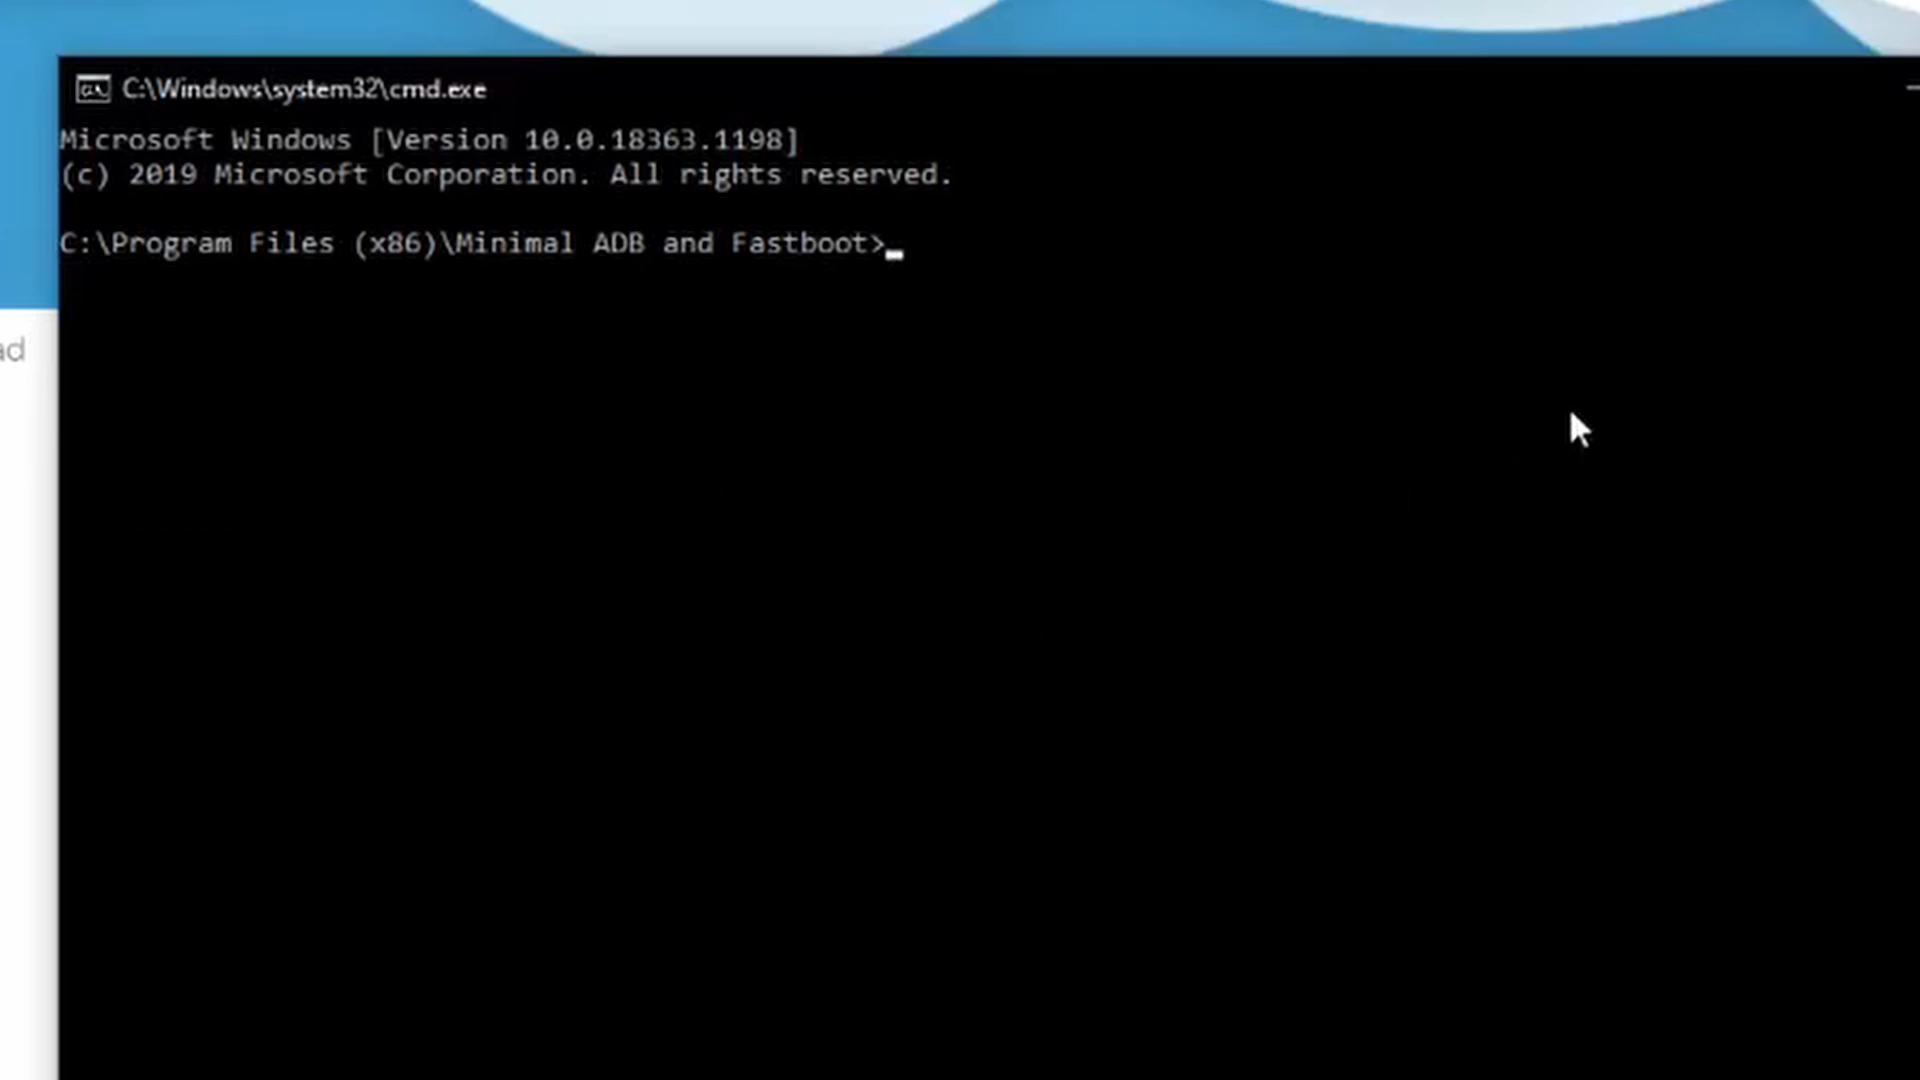 C:\Windows\system32\cmd.exe
Microsoft Windows [Version 10.0.18363.1198]
(c) 2019 Microsoft Corporation. All rights reserved.
C:\Program Files (x86)\Minimal ADB and Fastboot>
ad